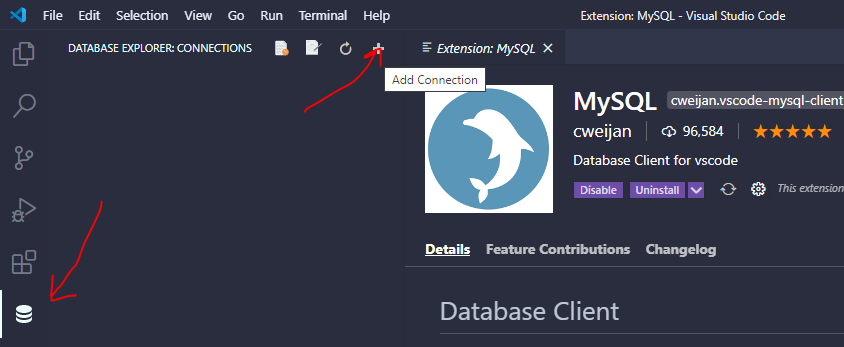 File Edit Selection View Go Run Terminal Help Extension: MySQL - Visual Studio Code
DATABASE EXPLORER: CONNECTIONS
Extension: MySQL
Add Connection
MySQL cweijan.vscode-mysql-client
cweijan 96,584
Database Client for vscode
Disable Uninstall This extension
Details Feature Contributions Changelog
Database Client